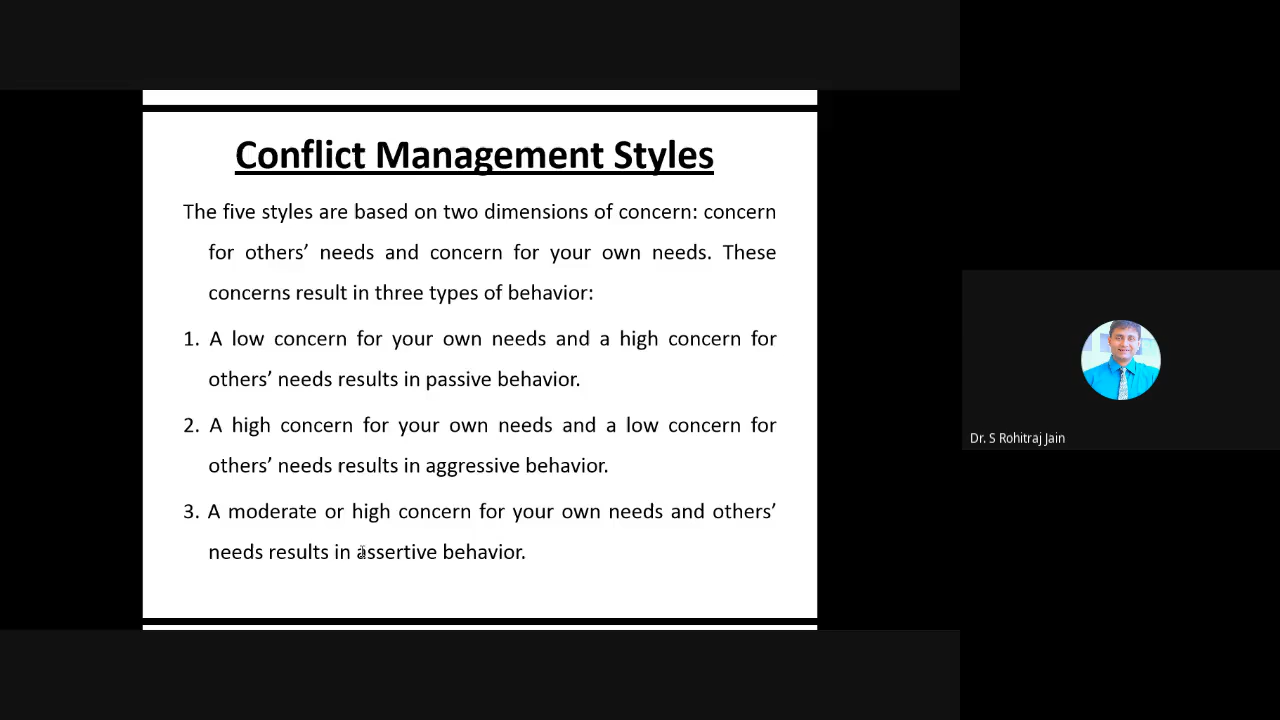 Conflict Management Styles
The five styles are based on two dimensions of concern: concern
for others’ needs and concern for your own needs. These
concerns result in three types of behavior:
1. A low concern for your own needs and a high concern for
others’ needs results in passive behavior.
2. A high concern for your own needs and a low concern for
others’ needs results in aggressive behavior.
3. A moderate or high concern for your own needs and others’
needs results in assertive behavior.
Dr. S Rohitraj Jain